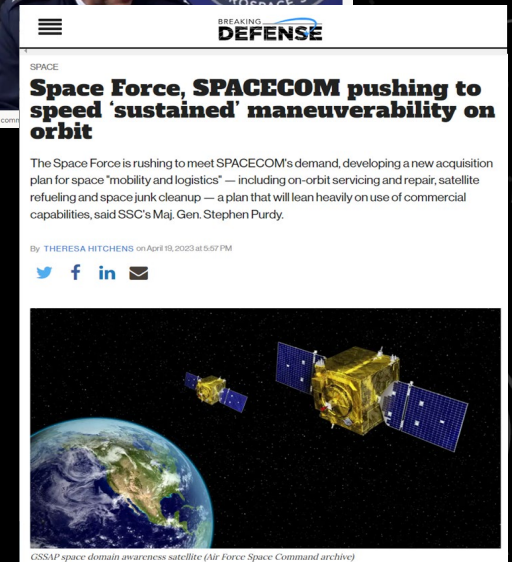 BREAKING
DEFENSE
SPACE
Space Force, SPACECOM pushing to
speed ‘sustained’ maneuverability on
orbit
The Space Force is rushing to meet SPACECOM's demand, developing a new acquisition
plan for space "mobility and logistics" — including on-orbit servicing and repair, satellite
refueling and space junk cleanup — a plan that will lean heavily on use of commercial
capabilities, said SSC's Maj. Gen. Stephen Purdy.
By THERESA HITCHENS on April 19, 2023 at 5:57 PM
f in
GSSAP space domain awareness satellite (Air Force Space Command archive)